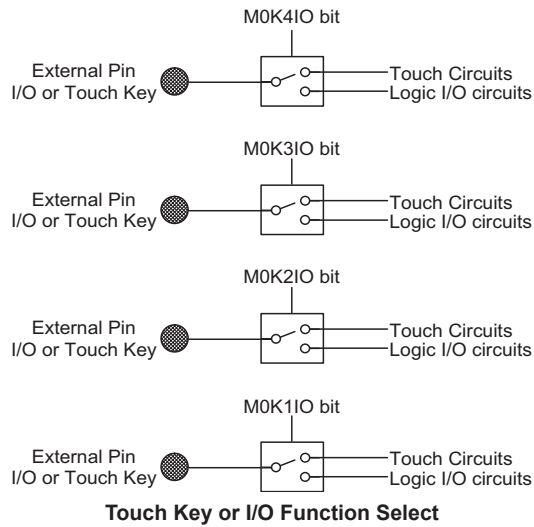 M0K4IO bit
External Pin
I/O or Touch Key
Touch Circuits
Logic I/O circuits
M0K3IO bit
External Pin
I/O or Touch Key
Touch Circuits
Logic I/O circuits
M0K2IO bit
External Pin
I/O or Touch Key
Touch Circuits
Logic I/O circuits
M0K1IO bit
External Pin
I/O or Touch Key
Touch Circuits
Logic I/O circuits
Touch Key or I/O Function Select